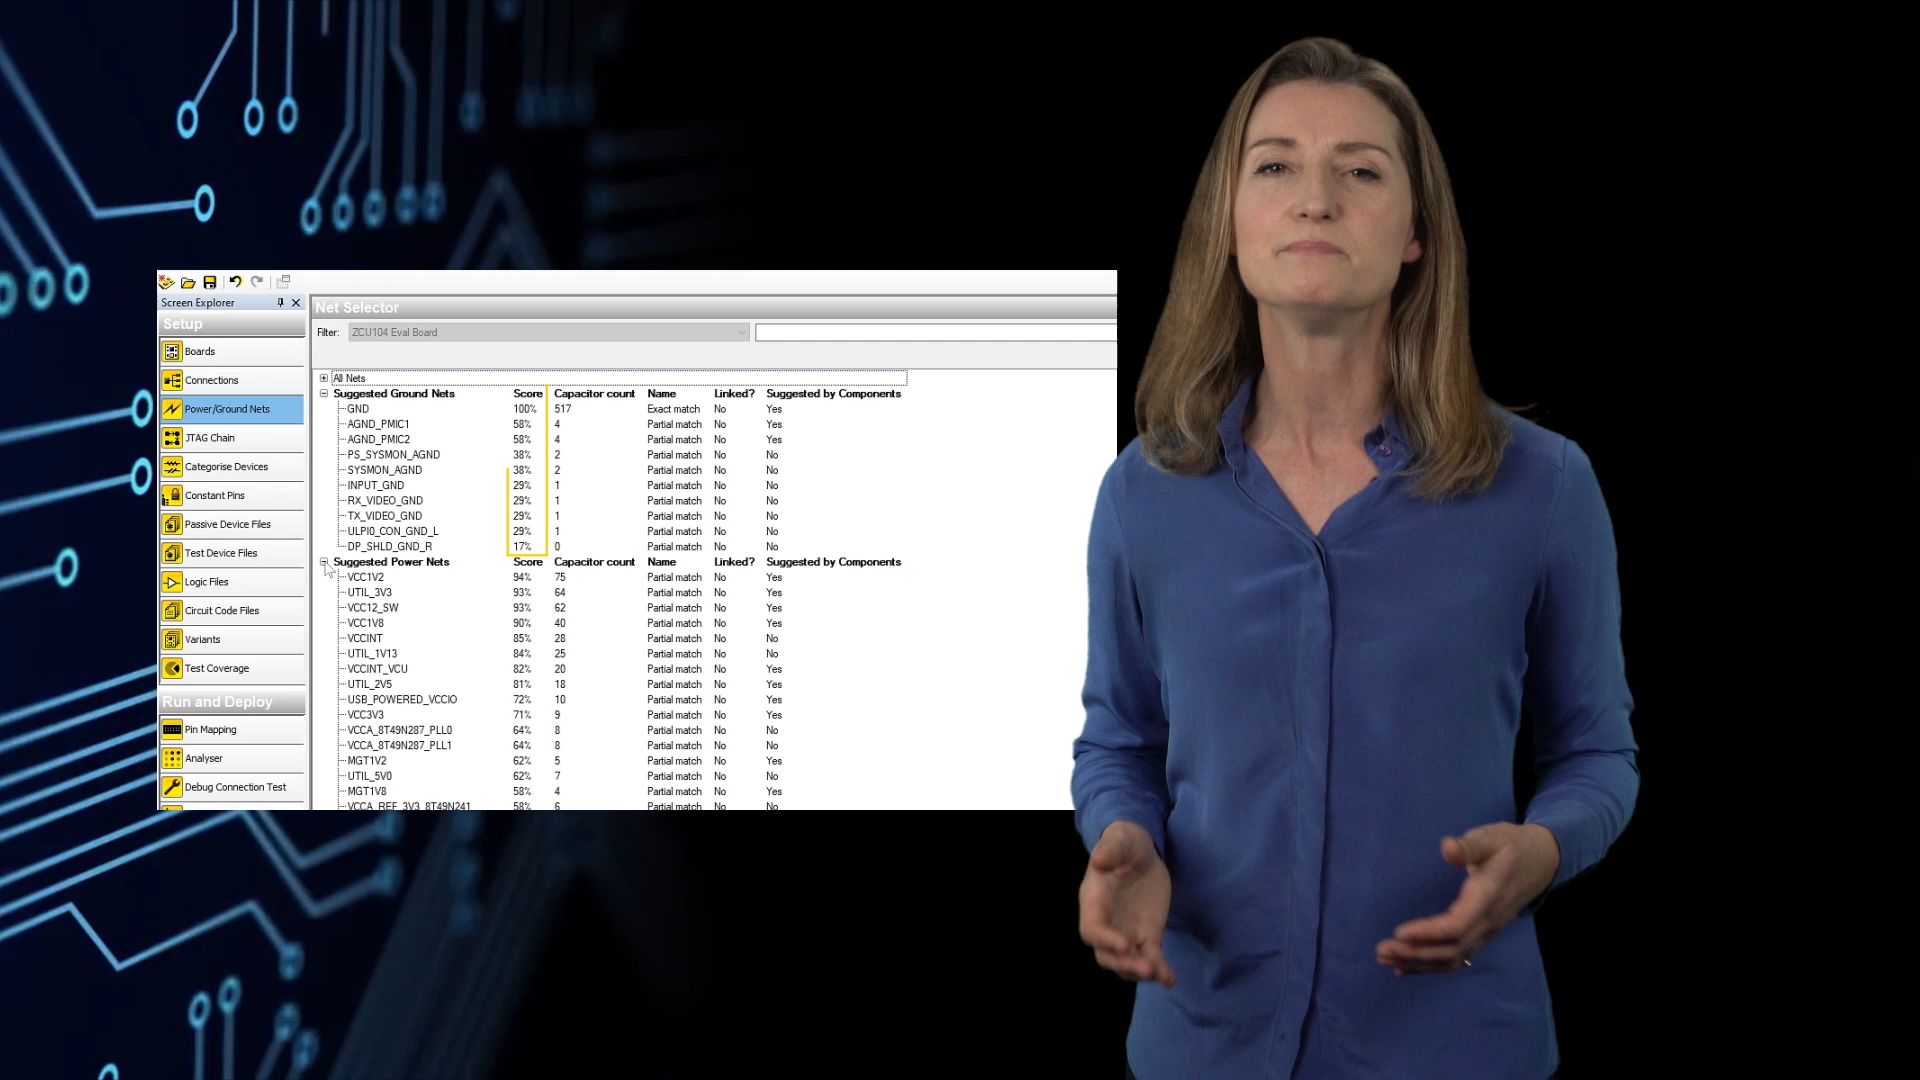 Screen Explorer
Setup
Boards
Connections
Power/Ground Nets
JTAG Chain
Categorise Devices
Constant Pins
Passive Device Files
Test Device Files
Logic Files
Circuit Code Files
Variants
Test Coverage
Run and Deploy
Pin Mapping
Analyser
Debug Connection Test
Net Selector
Filter: ZCU104 Eval Board
All Nets
Suggested Ground Nets Score Capacitor count Name Linked? Suggested by Components
GND 100% 517 Exact match No Yes
AGND_PMIC1 58% 4 Partial match No Yes
AGND_PMIC2 58% 4 Partial match No Yes
PS_SYSMON_AGND 38% 2 Partial match No No
SYSMON_AGND 38% 2 Partial match No No
INPUT_GND 29% 1 Partial match No No
RX_VIDEO_GND 29% 1 Partial match No No
TX_VIDEO_GND 29% 1 Partial match No No
ULPI0_CON_GND_L 29% 1 Partial match No No
DP_SHLD_GND_R 17% 0 Partial match No No
Suggested Power Nets Score Capacitor count Name Linked? Suggested by Components
VCC1V2 94% 75 Partial match No Yes
UTIL_3V3 93% 64 Partial match No Yes
VCC12_SW 93% 62 Partial match No Yes
VCC1V8 90% 40 Partial match No Yes
VCCINT 85% 28 Partial match No No
UTIL_1V13 84% 25 Partial match No No
VCCINT_VCU 82% 20 Partial match No Yes
UTIL_2V5 81% 18 Partial match No Yes
USB_POWERED_VCCIO 72% 10 Partial match No Yes
VCC3V3 71% 9 Partial match No Yes
VCCA_8T49N287_PLL0 64% 8 Partial match No No
VCCA_8T49N287_PLL1 64% 8 Partial match No No
MGT1V2 62% 5 Partial match No Yes
UTIL_5V0 62% 7 Partial match No No
MGT1V8 58% 4 Partial match No Yes
VCCA_REF_3V3_8T49N241 58% 6 Partial match No No